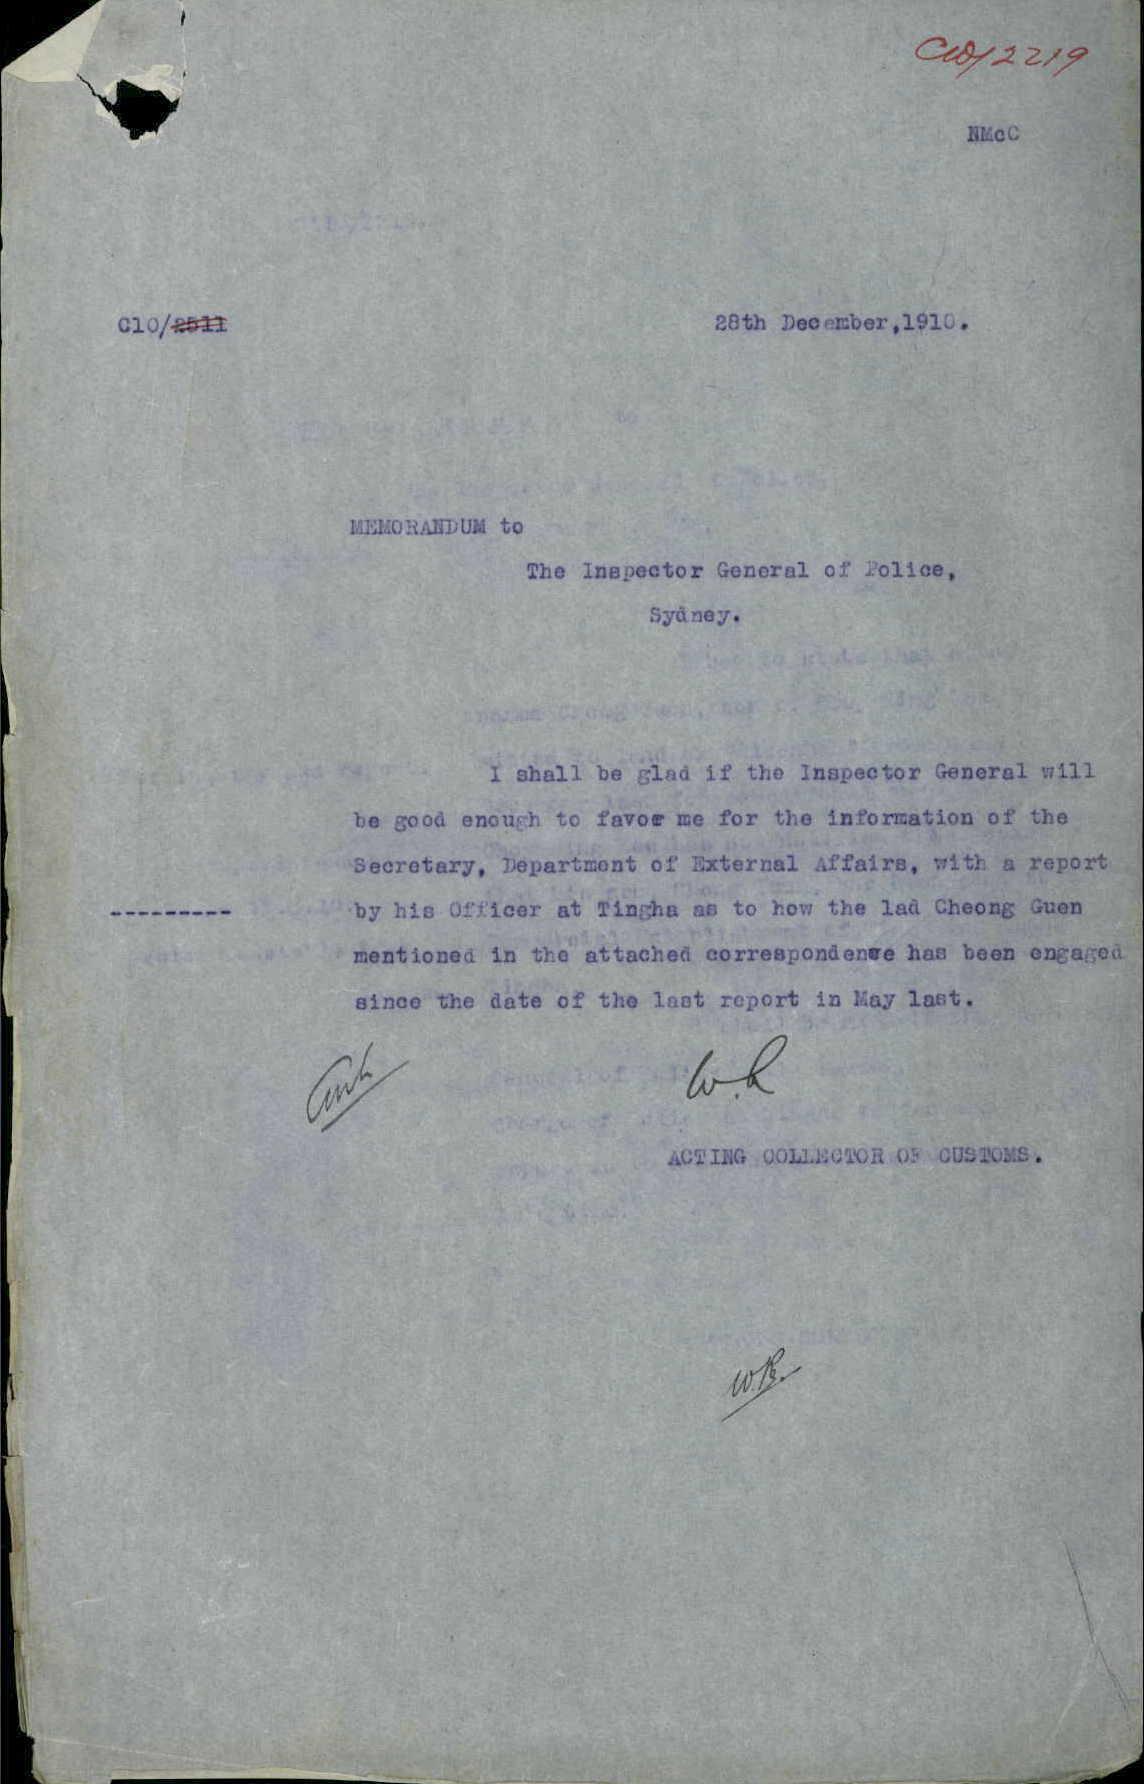 C10/2219
NMcC
C10/2511
28th December,1910.
MEMORANDUM to
The Inspector General of Police,
Sydney.
I shall be glad if the Inspector General will
be good enough to favor me for the information of the
Secretary, Department of External Affairs, with a report
--------- by his Officer at Tingha as to how the lad Cheong Guen
mentioned in the attached correspondence has been engaged
since the date of the last report in May last.
ACTING COLLECTOR OF CUSTOMS.